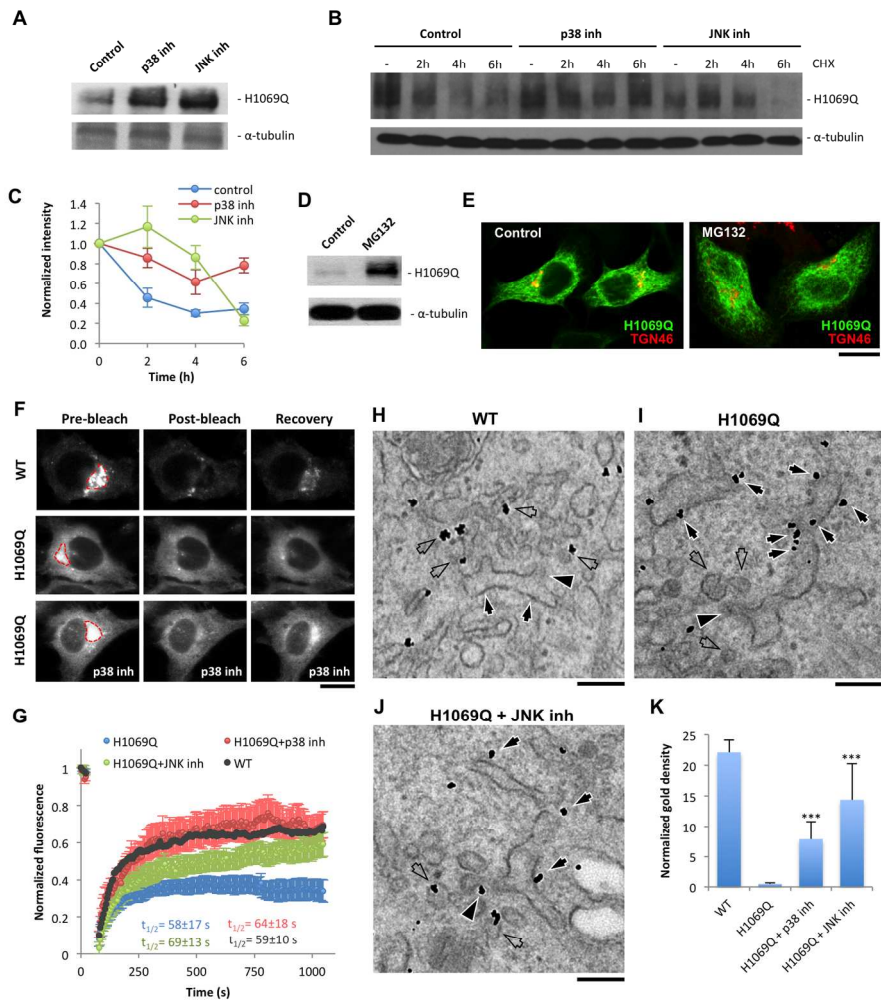 A
Control
p38 inh
JNK inh
- H1069Q
- α-tubulin
B
Control
p38 inh
JNK inh
- 2h 4h 6h - 2h 4h 6h - 2h 4h 6h CHX
- H1069Q
- α-tubulin
C
control
p38 inh
JNK inh
Normalized intensity
1.4
1.2
1.0
0.8
0.6
0.4
0.2
0.0
0 2 4 6
Time (h)
D
Control
MG132
- H1069Q
- α-tubulin
E
Control
H1069Q
TGN46
MG132
H1069Q
TGN46
F
Pre-bleach Post-bleach Recovery
WT
H1069Q
H1069Q
p38 inh
p38 inh
p38 inh
G
H1069Q
H1069Q+p38 inh
H1069Q+JNK inh
WT
Normalized fluorescence
1
0.8
0.6
0.4
0.2
0
t1/2= 58±17 s
t1/2= 64±18 s
t1/2= 69±13 s
t1/2= 59±10 s
0 250 500 750 1000
Time (s)
H
WT
I
H1069Q
J
H1069Q + JNK inh
K
Normalized gold density
25
20
15
10
5
0
***
***
WT
H1069Q
H1069Q + p38 inh
H1069Q + JNK inh